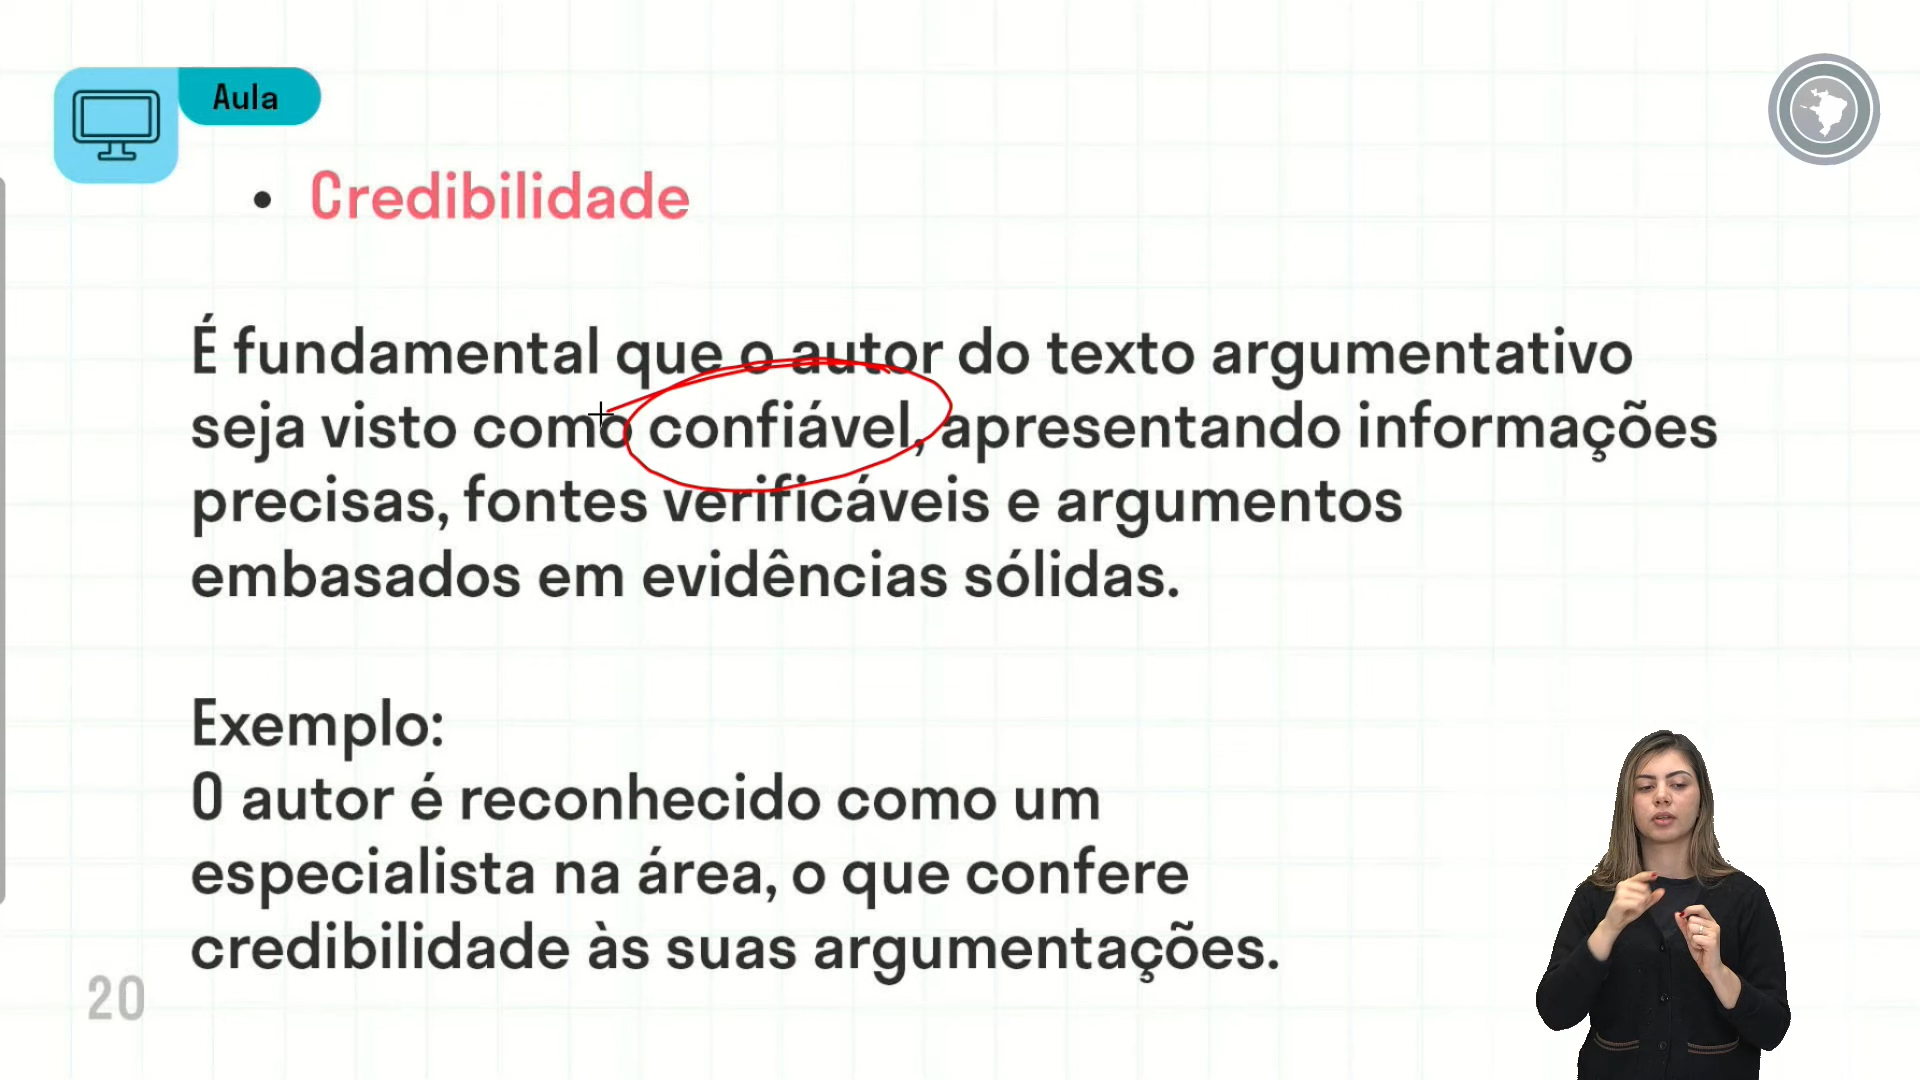 Aula
• Credibilidade
É fundamental que o autor do texto argumentativo
seja visto como confiável, apresentando informações
precisas, fontes verificáveis e argumentos
embasados em evidências sólidas.
Exemplo:
O autor é reconhecido como um
especialista na área, o que confere
credibilidade às suas argumentações.
20